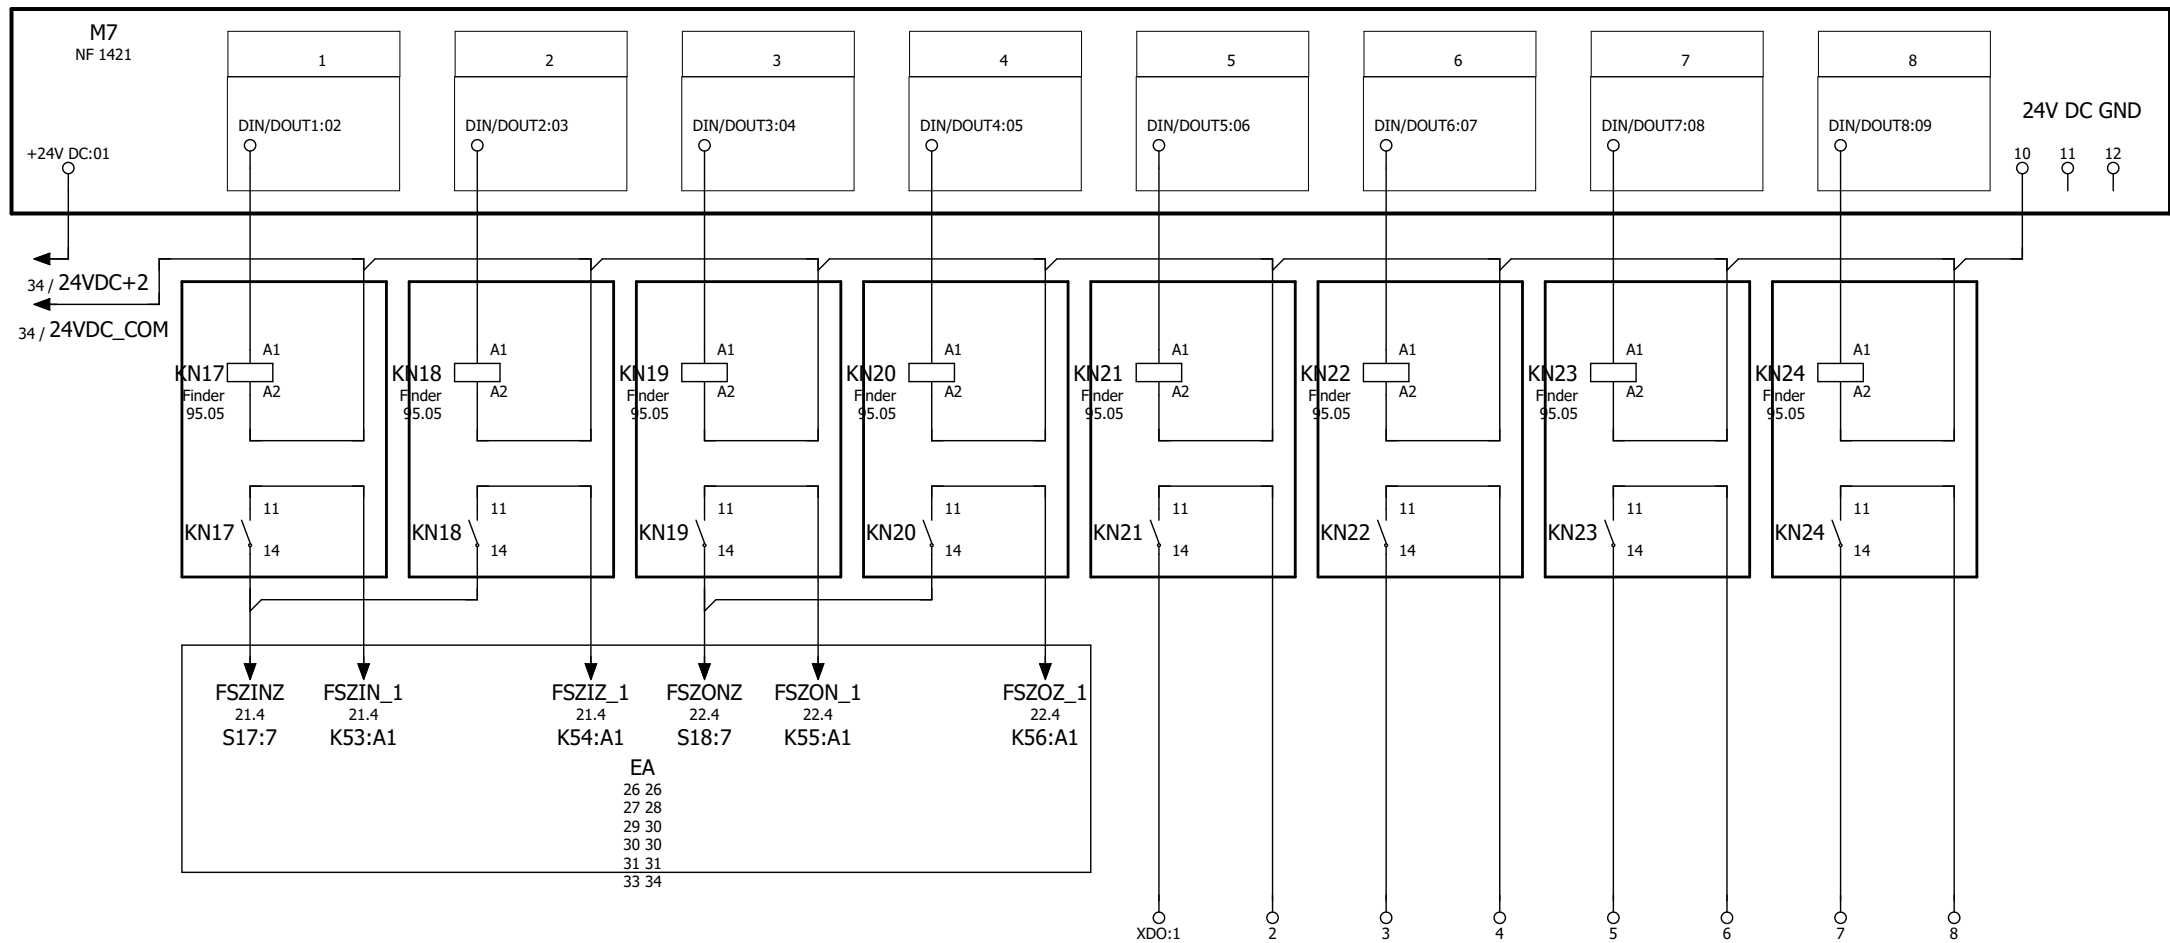 M7
NF 1421
1 2 3 4 5 6 7 8
24V DC GND
DIN/DOUT1:02 DIN/DOUT2:03 DIN/DOUT3:04 DIN/DOUT4:05 DIN/DOUT5:06 DIN/DOUT6:07 DIN/DOUT7:08 DIN/DOUT8:09
+24V DC:01
10 11 12
34 / 24VDC+2
34 / 24VDC_COM
A1 A1 A1 A1 A1 A1 A1 A1
KN17 KN18 KN19 KN20 KN21 KN22 KN23 KN24
A2 A2 A2 A2 A2 A2 A2 A2
Finder Finder Finder Finder Finder Finder Finder Finder
95.05 95.05 95.05 95.05 95.05 95.05 95.05 95.05
11 11 11 11 11 11 11 11
KN17 KN18 KN19 KN20 KN21 KN22 KN23 KN24
14 14 14 14 14 14 14 14
FSZINZ FSZIN_1 FSZIZ_1 FSZONZ FSZON_1 FSZOZ_1
21.4 21.4 21.4 22.4 22.4 22.4
S17:7 K53:A1 K54:A1 S18:7 K55:A1 K56:A1
EA
26 26
27 28
29 30
30 30
31 31
33 34
XDO:1 2 3 4 5 6 7 8